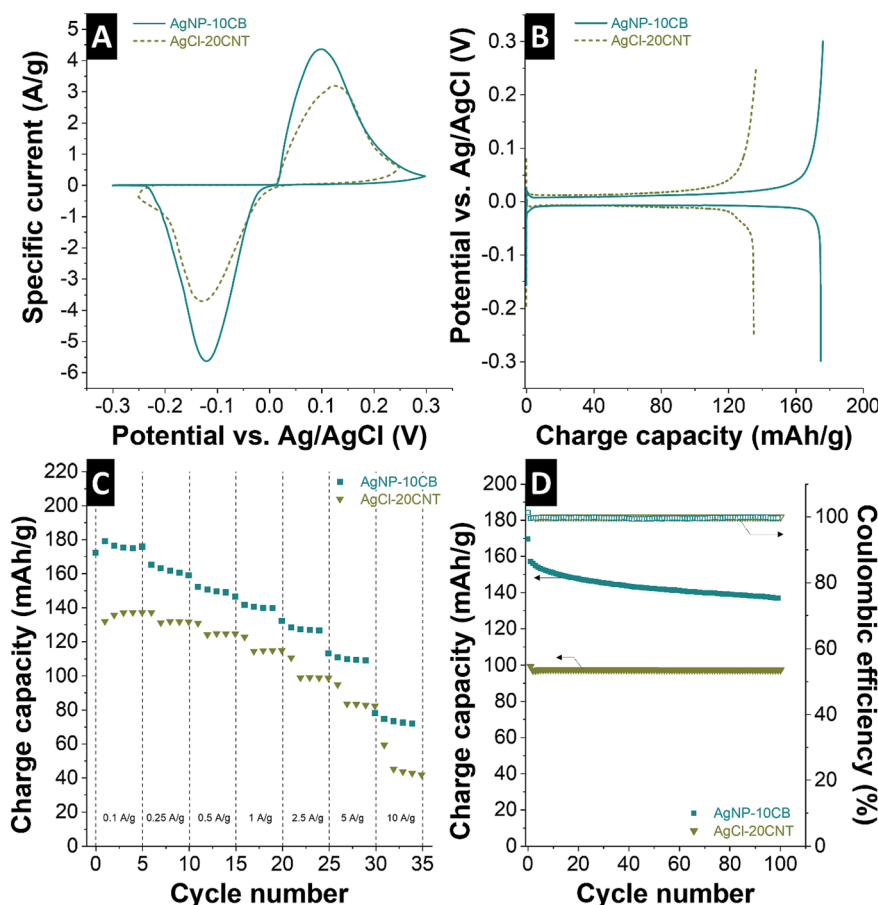 A
AgNP-10CB
AgCl-20CNT
Specific current (A/g)
5
4
3
2
1
0
-1
-2
-3
-4
-5
-6
-0.3 -0.2 -0.1 0.0 0.1 0.2 0.3
Potential vs. Ag/AgCl (V)
B
AgNP-10CB
AgCl-20CNT
Potential vs. Ag/AgCl (V)
0.3
0.2
0.1
0.0
-0.1
-0.2
-0.3
0 40 80 120 160 200
Charge capacity (mAh/g)
C
AgNP-10CB
AgCl-20CNT
Charge capacity (mAh/g)
220
200
180
160
140
120
100
80
60
40
20
0
0.1 A/g 0.25 A/g 0.5 A/g 1 A/g 2.5 A/g 5 A/g 10 A/g
0 5 10 15 20 25 30 35
Cycle number
D
Charge capacity (mAh/g)
200
180
160
140
120
100
80
60
40
20
0
100
80
60
40
20
0
Coulombic efficiency (%)
AgNP-10CB
AgCl-20CNT
0 20 40 60 80 100
Cycle number